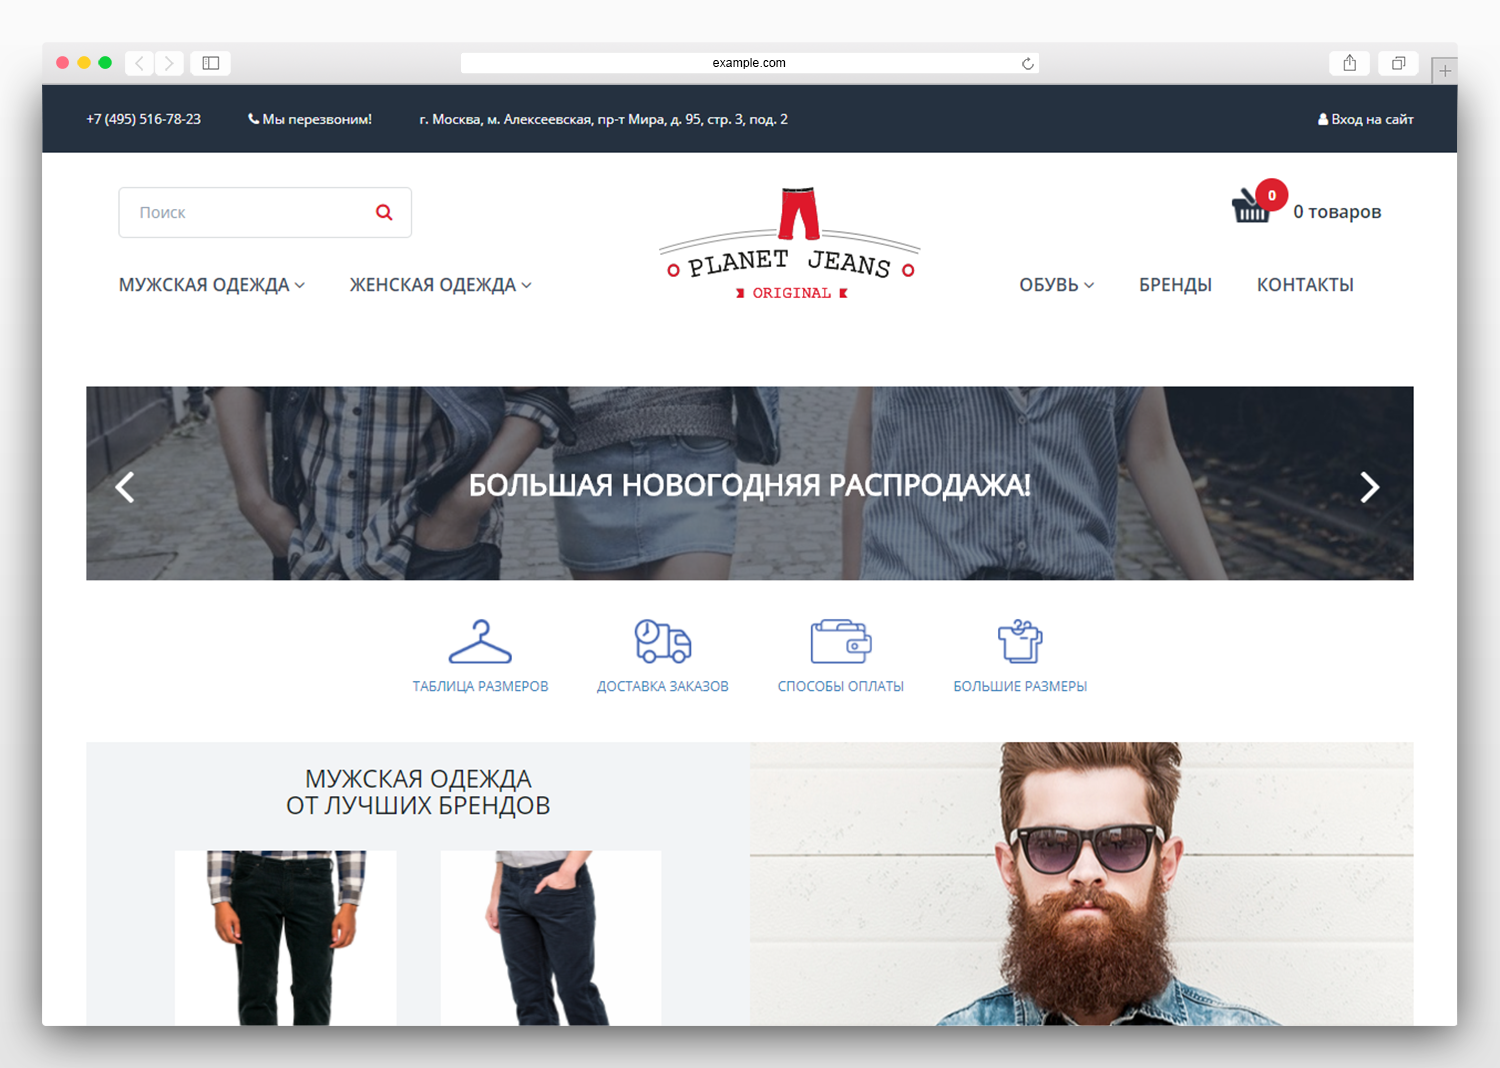 example.com
+7 (495) 516-78-23
Мы перезвоним!
г. Москва, м. Алексеевская, пр-т Мира, д. 95, стр. 3, под. 2
Вход на сайт
Поиск
PLANET JEANS
ORIGINAL
0
0 товаров
МУЖСКАЯ ОДЕЖДА
ЖЕНСКАЯ ОДЕЖДА
ОБУВЬ
БРЕНДЫ
КОНТАКТЫ
БОЛЬШАЯ НОВОГОДНЯЯ РАСПРОДАЖА!
ТАБЛИЦА РАЗМЕРОВ
ДОСТАВКА ЗАКАЗОВ
СПОСОБЫ ОПЛАТЫ
БОЛЬШИЕ РАЗМЕРЫ
МУЖСКАЯ ОДЕЖДА
ОТ ЛУЧШИХ БРЕНДОВ